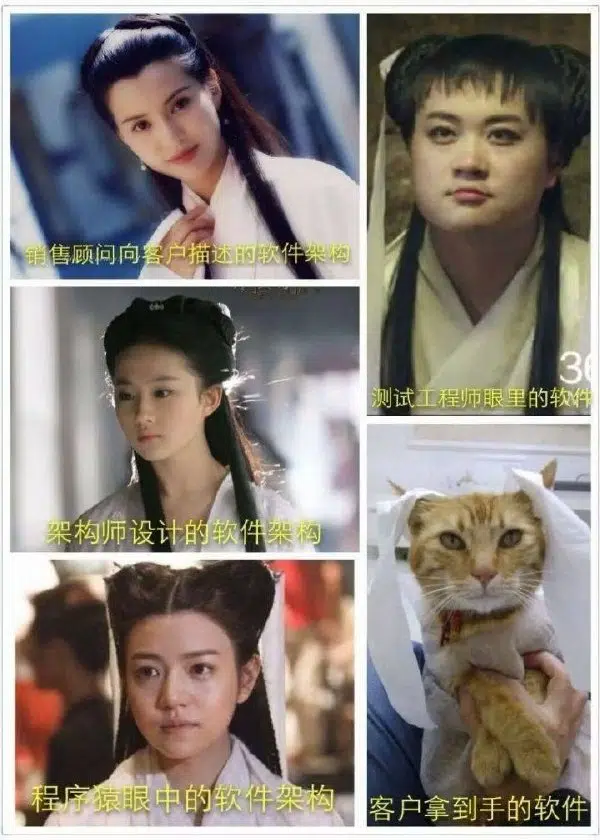 销售顾问向客户描述的软件架构
架构师设计的软件架构
程序猿眼中的软件架构
36
测试工程师眼里的软件
客户拿到手的软件